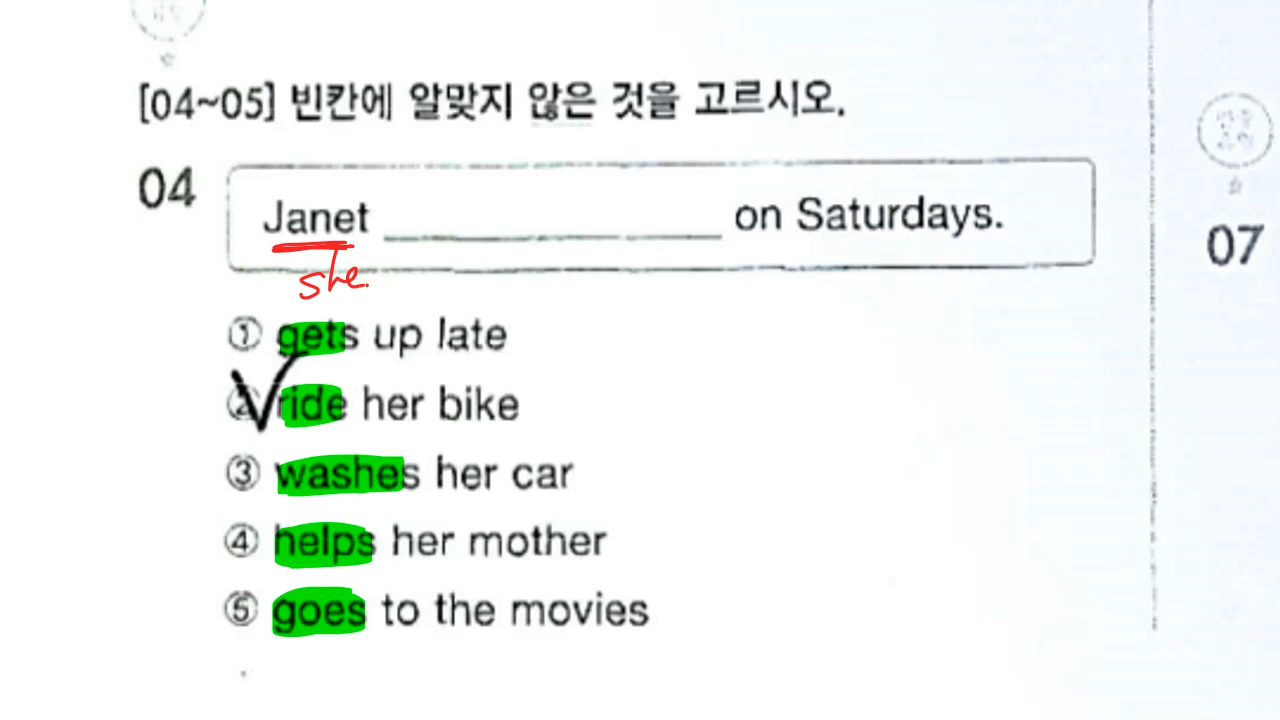 [04~05] 빈칸에 알맞지 않은 것을 고르시오.
04
Janet ____________ on Saturdays.
she.
① gets up late
② ride her bike
③ washes her car
④ helps her mother
⑤ goes to the movies
07